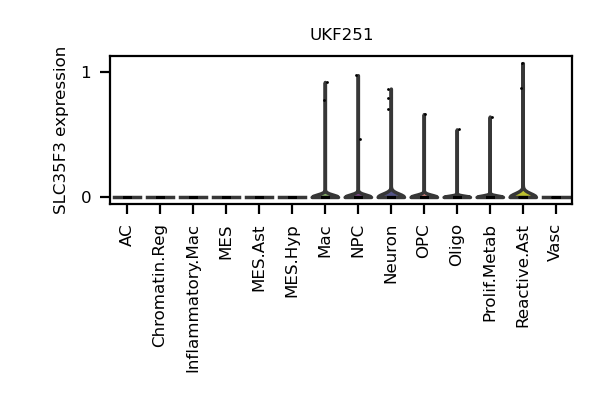 UKF251
SLC35F3 expression
1
0
AC
Chromatin.Reg
Inflammatory.Mac
MES
MES.Ast
MES.Hyp
Mac
NPC
Neuron
OPC
Oligo
Prolif.Metab
Reactive.Ast
Vasc